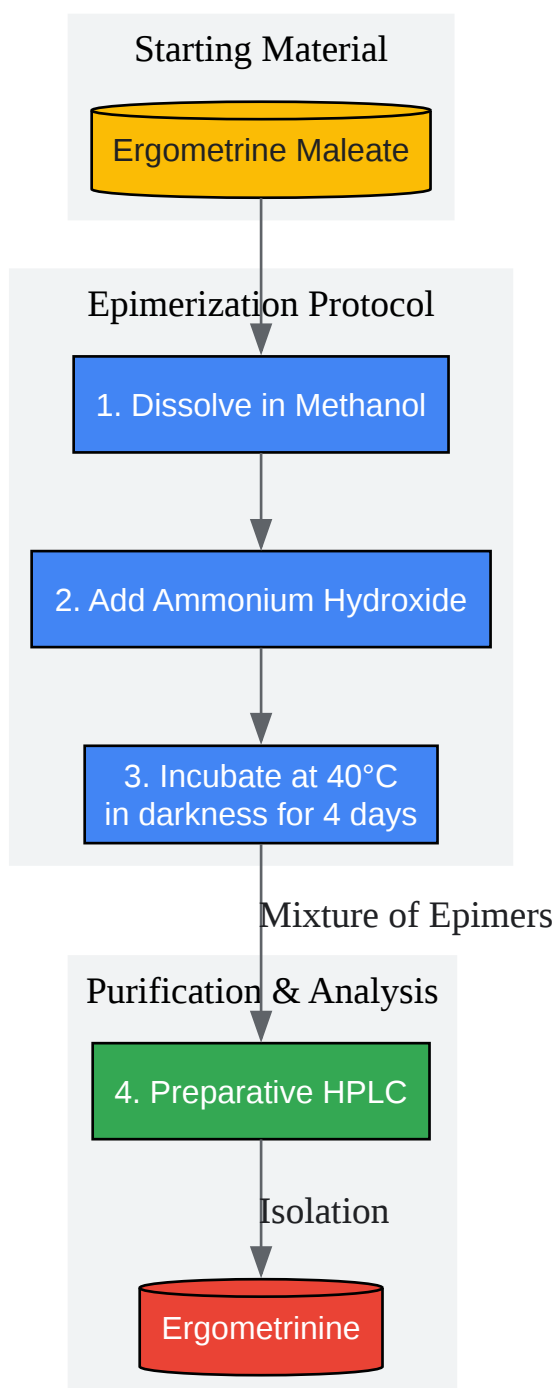 Starting Material
Ergometrine Maleate
Epimerization Protocol
1. Dissolve in Methanol
2. Add Ammonium Hydroxide
3. Incubate at 40°C
in darkness for 4 days
Mixture of Epimers
Purification & Analysis
4. Preparative HPLC
Isolation
Ergometrinine